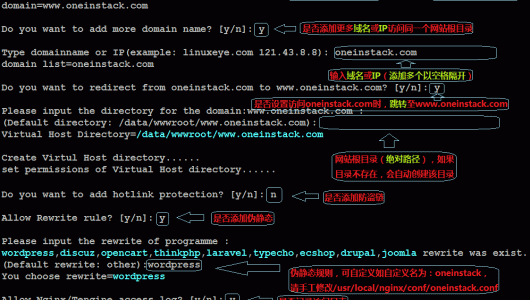 domain=www.oneinstack.com
Do you want to add more domain name? [y/n]: y 是否添加更多域名或IP访问同一个网站根目录
Type domainname or IP(example: linuxeye.com 121.43.8.8): oneinstack.com
domain list=oneinstack.com
输入域名或IP（添加多个以空格隔开）
Do you want to redirect from oneinstack.com to www.oneinstack.com? [y/n]: y
是否设置访问oneinstack.com时，跳转至www.oneinstack.com
Please input the directory for the domain:www.oneinstack.com :
(Default directory: /data/wwwroot/www.oneinstack.com):
Virtual Host Directory=/data/wwwroot/www.oneinstack.com
网站根目录（绝对路径），如果
目录不存在，会自动创建该目录
Create Virtul Host directory......
set permissions of Virtual Host directory......
Do you want to add hotlink protection? [y/n]: n 是否添加防盗链
Allow Rewrite rule? [y/n]: y 是否添加伪静态
Please input the rewrite of programme :
wordpress,discuz,opencart,thinkphp,laravel,typecho,ecshop,drupal,joomla rewrite was exist.
(Default rewrite: other):wordpress
You choose rewrite=wordpress
伪静态规则，可自定义如自定义名为：oneinstack，
请手工修改/usr/local/nginx/conf/oneinstack.conf
Allow Nginx/Tengine access_log? [y/n]: y